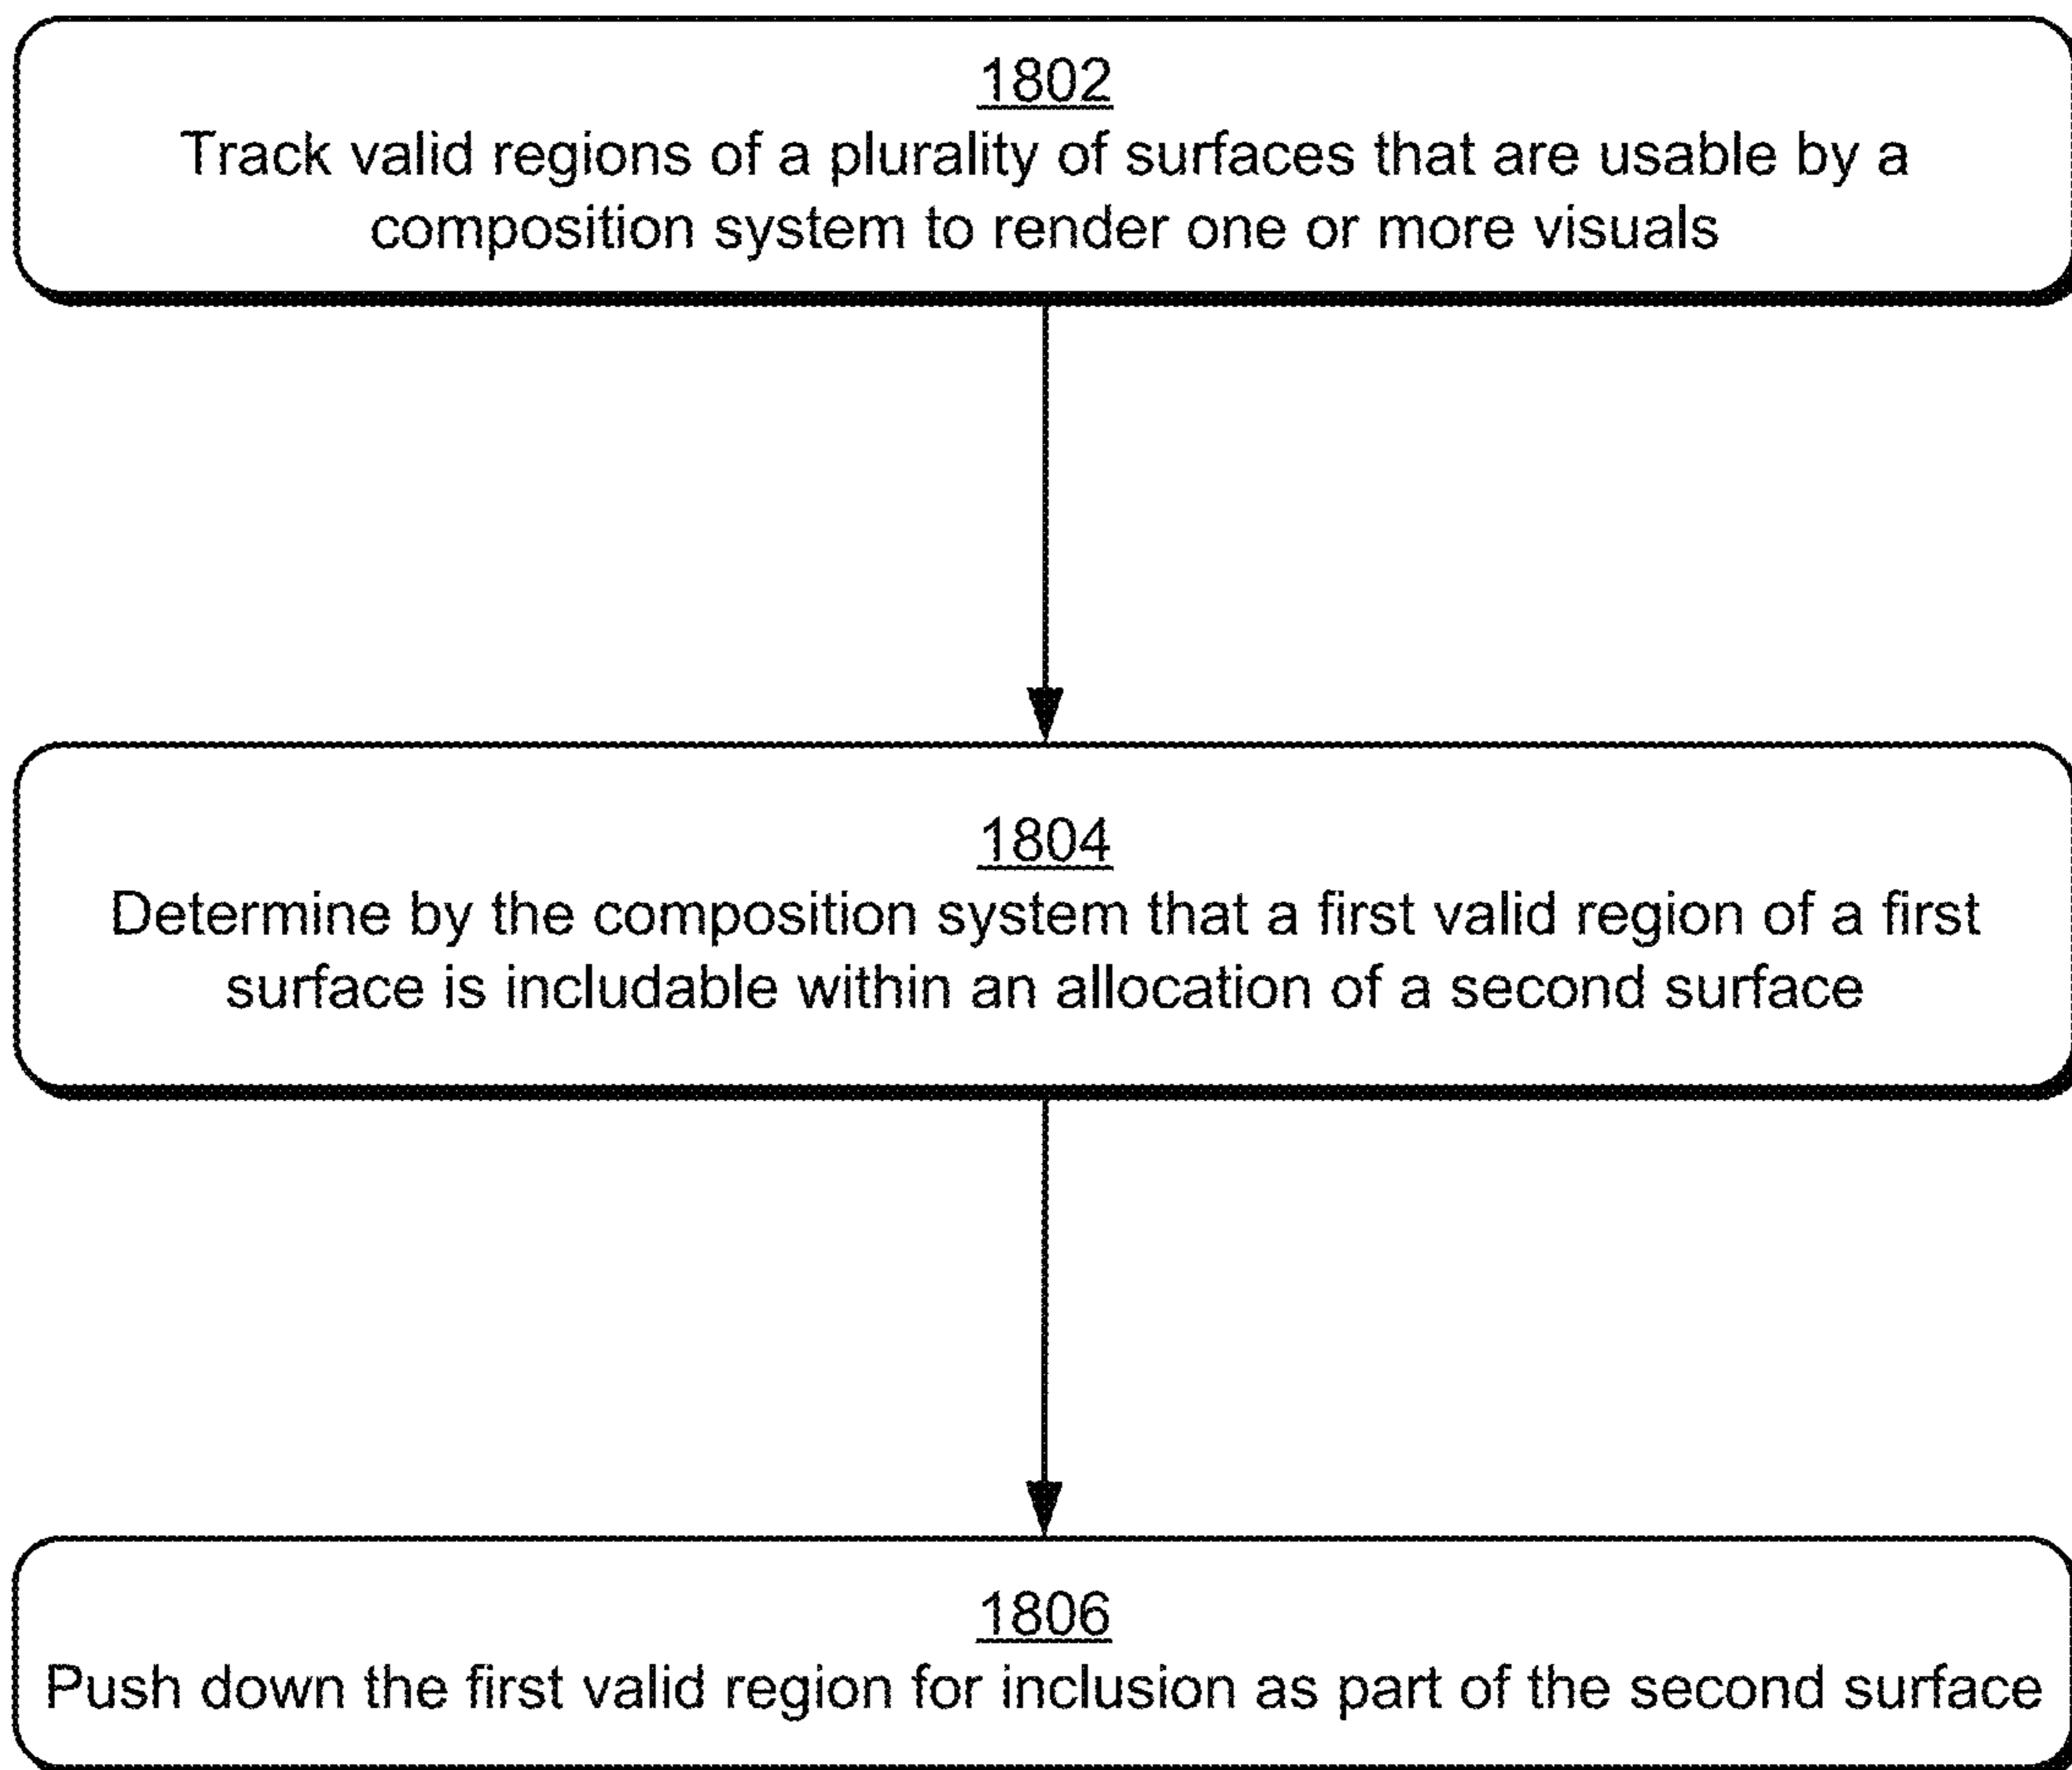 1802
Track valid regions of a plurality of surfaces that are usable by a
composition system to render one or more visuals
1804
Determine by the composition system that a first valid region of a first
surface is includable within an allocation of a second surface
1806
Push down the first valid region for inclusion as part of the second surface